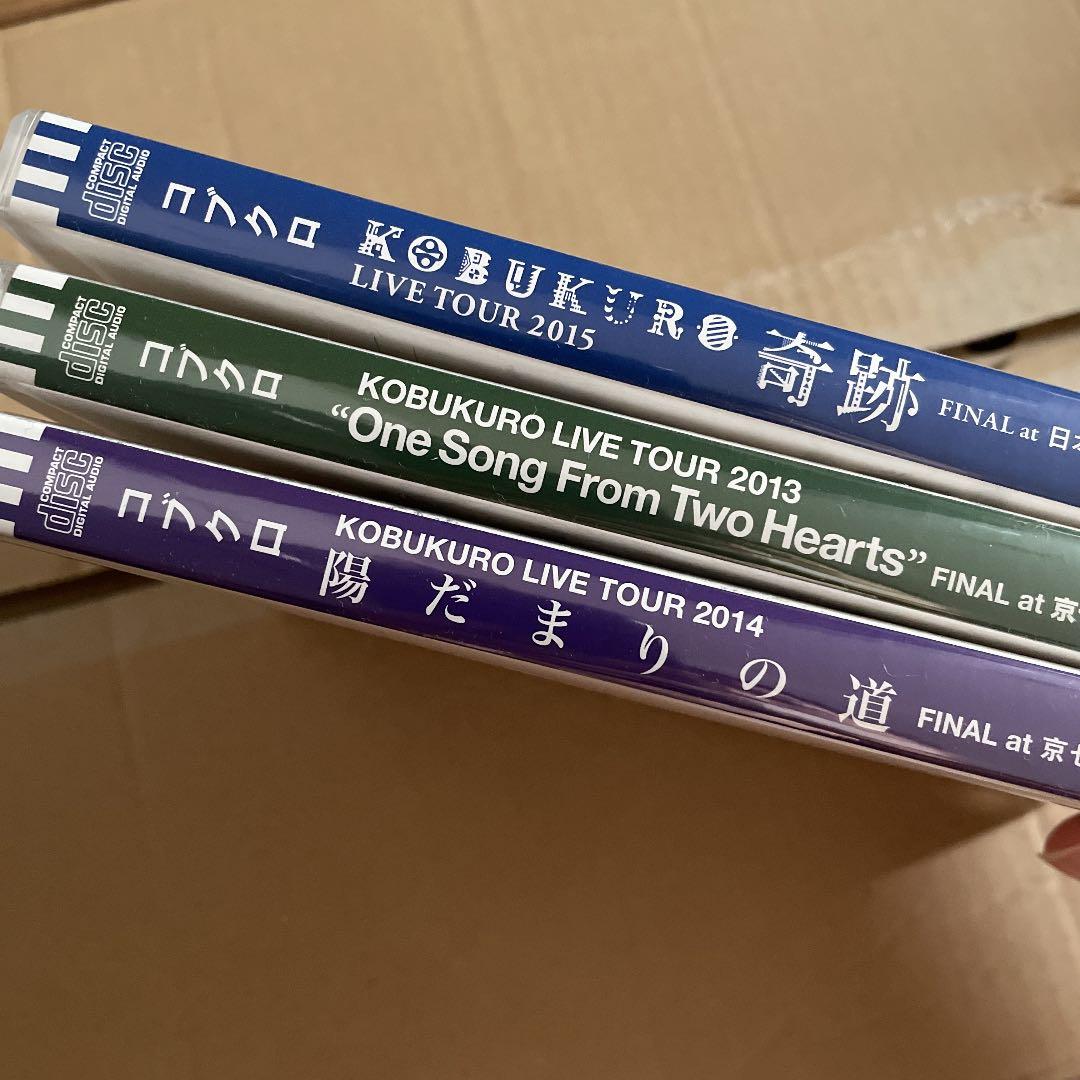 COMPACT
disc
DIGITAL AUDIO
コブクロ
KOBUKURO
LIVE TOUR 2015
奇跡
FINAL at 日本
COMPACT
disc
DIGITAL AUDIO
コブクロ
KOBUKURO LIVE TOUR 2013
“One Song From Two Hearts”
FINAL at 京
COMPACT
disc
DIGITAL AUDIO
コブクロ
KOBUKURO LIVE TOUR 2014
陽だまりの道
FINAL at 京セ